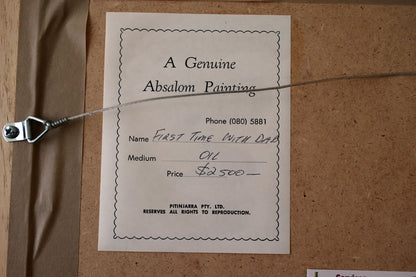 A Genuine
Absalom Painting
Phone (080) 5881
Name FIRST TIME WITH DAD
Medium OIL
Price $2500—
PITINJARRA PTY. LTD.
RESERVES ALL RIGHTS TO REPRODUCTION.